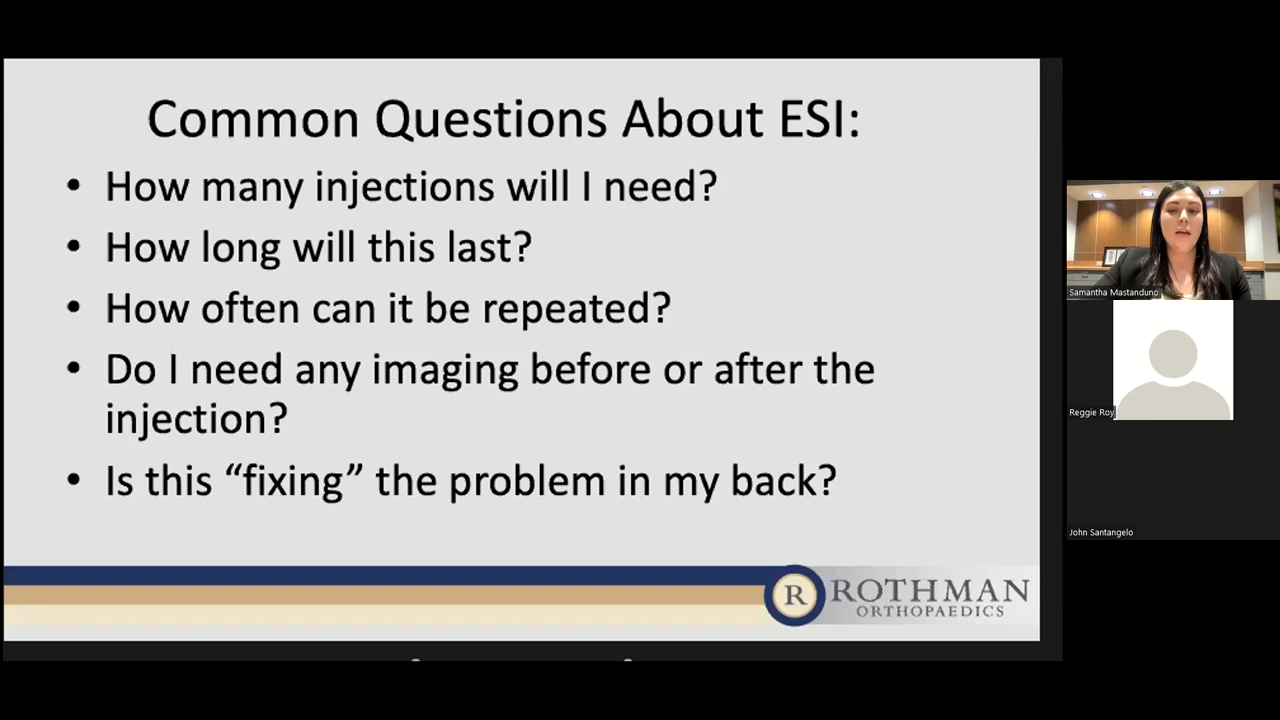 Common Questions About ESI:
• How many injections will I need?
• How long will this last?
• How often can it be repeated?
• Do I need any imaging before or after the
injection?
• Is this “fixing” the problem in my back?
R ROTHMAN
ORTHOPAEDICS
Samantha Mastanduno
Reggie Roy
John Santangelo